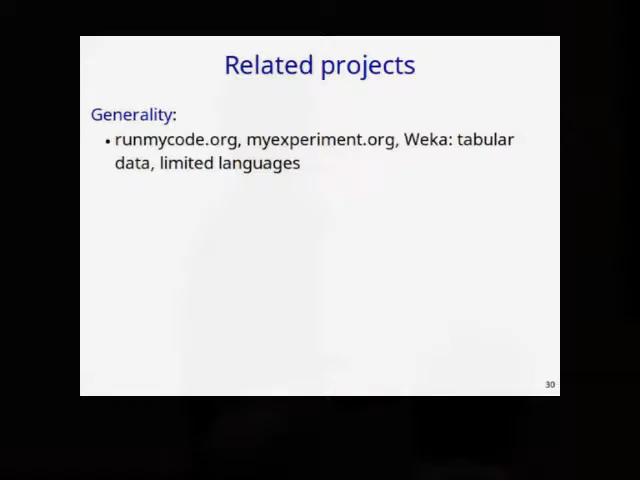 Related projects
Generality:
• runmycode.org, myexperiment.org, Weka: tabular
data, limited languages
30